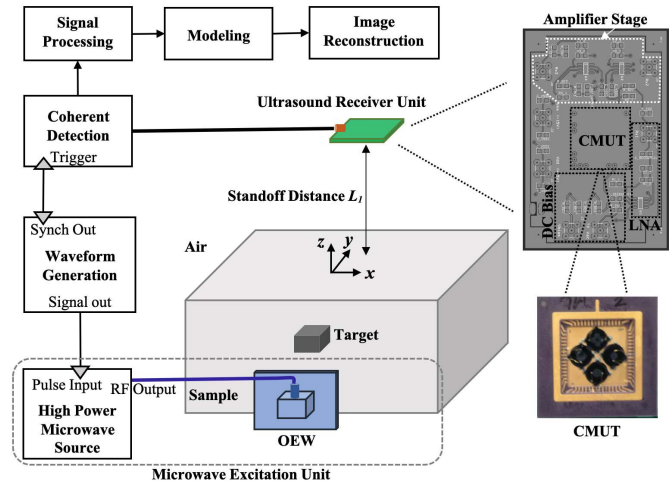 Signal
Processing
Modeling
Image
Reconstruction
Amplifier Stage
Coherent
Detection
Trigger
Ultrasound Receiver Unit
CMUT
LNA
DC Bias
Standoff Distance L₁
Synch Out
Waveform
Generation
Signal out
Air
z
y
x
Target
Pulse Input
RF Output
High Power
Microwave
Source
Sample
OEW
CMUT
Microwave Excitation Unit